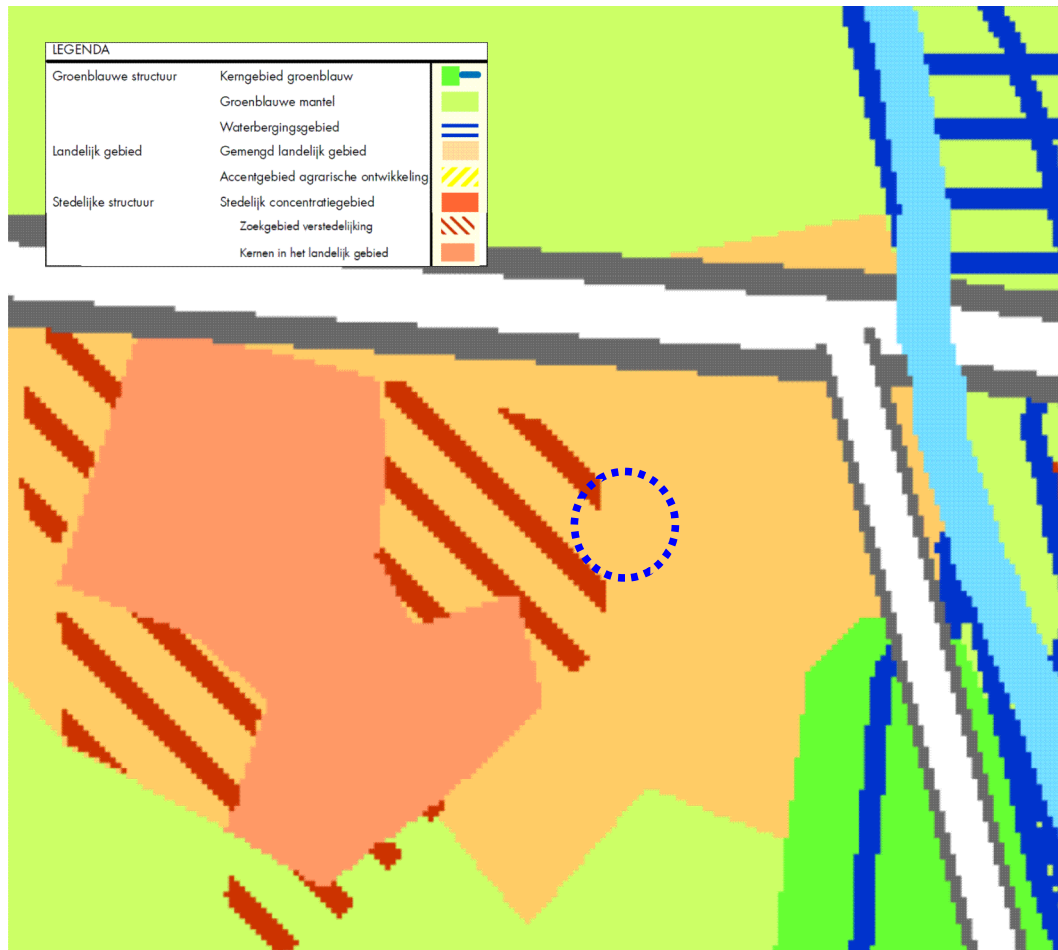 LEGENDA
Groenblauwe structuur Kerngebied groenblauw
Groenblauwe mantel
Waterbergingsgebied
Landelijk gebied Gemengd landelijk gebied
Accentgebied agrarische ontwikkeling
Stedelijke structuur Stedelijk concentratiegebied
Zoekgebied verstedelijking
Kernen in het landelijk gebied